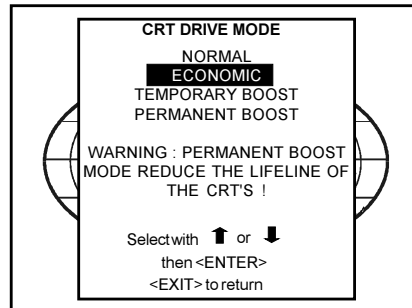 CRT DRIVE MODE
NORMAL
ECONOMIC
TEMPORARY BOOST
PERMANENT BOOST
WARNING : PERMANENT BOOST
MODE REDUCE THE LIFELINE OF
THE CRT'S !
Select with ⬆ or ⬇
then <ENTER>
<EXIT> to return